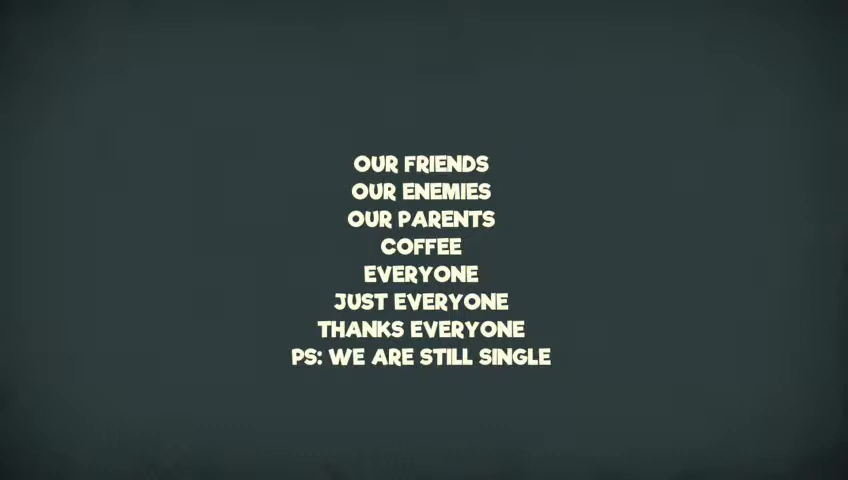 OUR FRIENDS
OUR ENEMIES
OUR PARENTS
COFFEE
EVERYONE
JUST EVERYONE
THANKS EVERYONE
PS: WE ARE STILL SINGLE